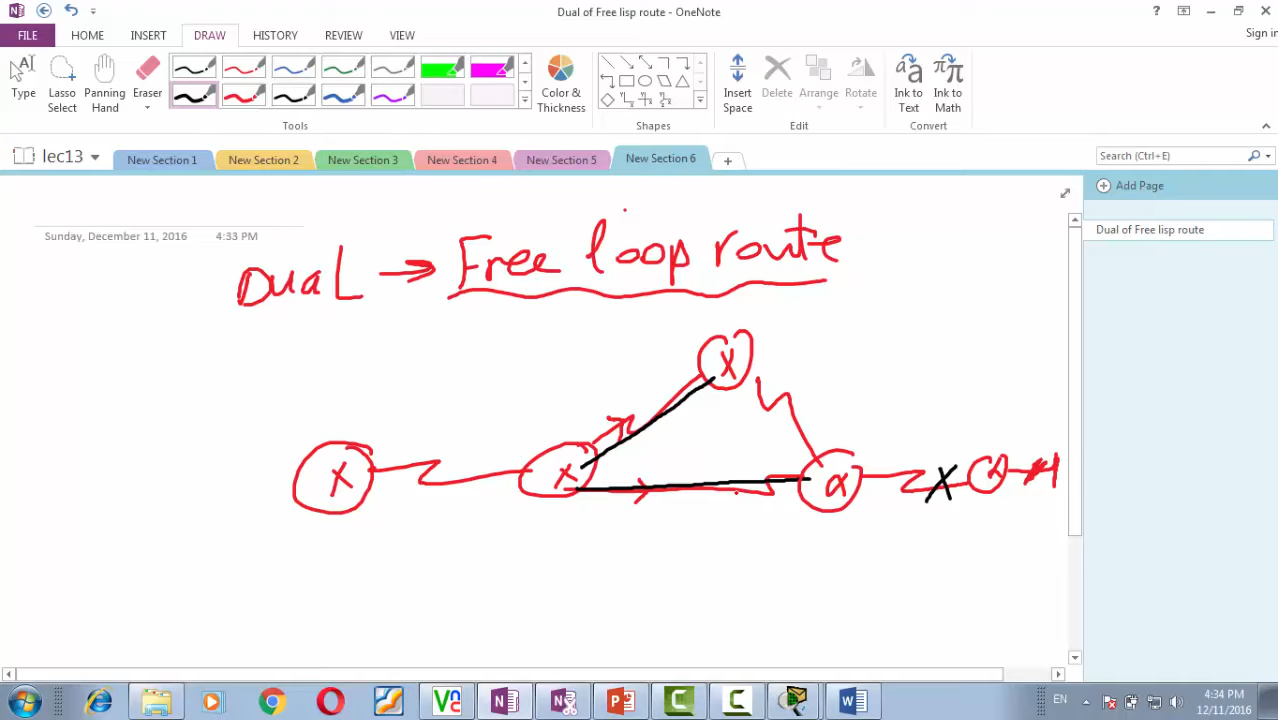 Dual of Free lisp route - OneNote
Sign in
FILE HOME INSERT DRAW HISTORY REVIEW VIEW
Type
Lasso Select
Panning Hand
Eraser
Color & Thickness
Insert Space
Delete
Arrange
Rotate
Ink to Text
Ink to Math
Tools
Shapes
Edit
Convert
lec13
New Section 1
New Section 2
New Section 3
New Section 4
New Section 5
New Section 6
Search (Ctrl+E)
Add Page
Dual of Free lisp route
Sunday, December 11, 2016 4:33 PM
DuaL → Free loop route
X
X X
X
EN
4:34 PM
12/11/2016